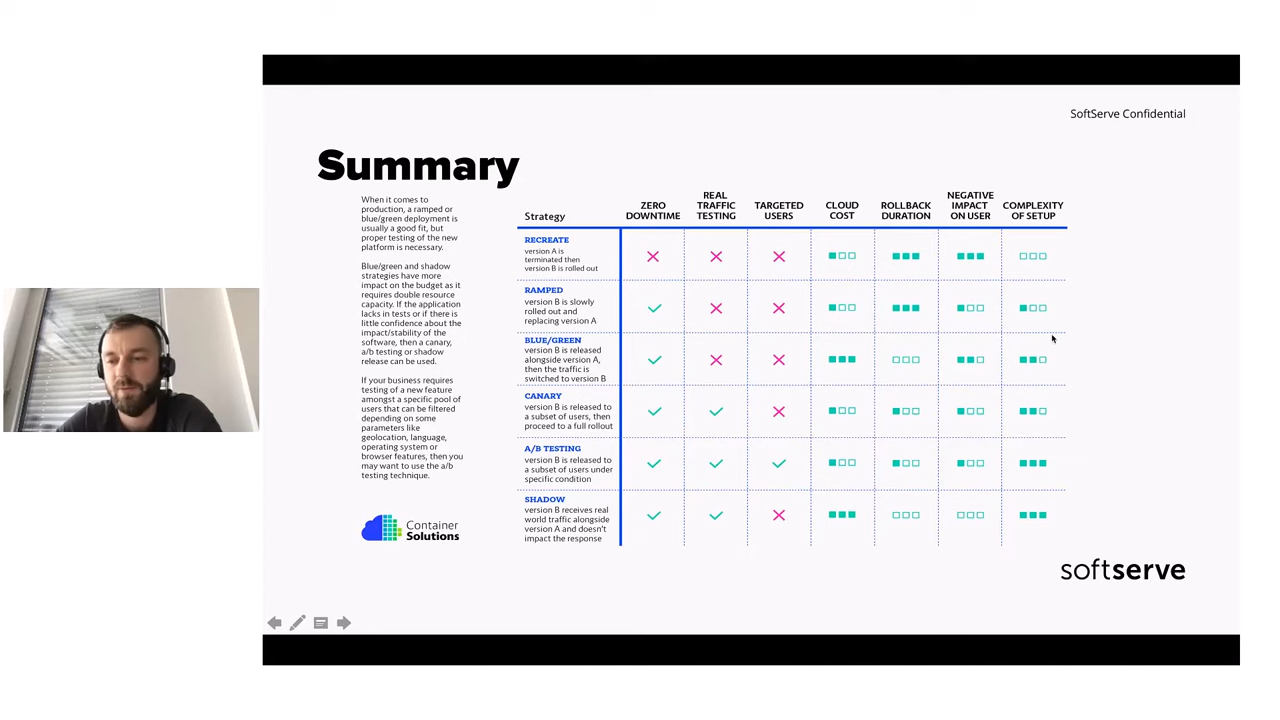 SoftServe Confidential
Summary
When it comes to
production, a ramped or
blue/green deployment is
usually a good fit, but
proper testing of the new
platform is necessary.
Blue/green and shadow
strategies have more
impact on the budget as it
requires double resource
capacity. If the application
lacks in tests or if there is
little confidence about the
impact/stability of the
software, then a canary,
a/b testing or shadow
release can be used.
If your business requires
testing of a new feature
amongst a specific pool of
users that can be filtered
depending on some
parameters like
geolocation, language,
operating system or
browser features, then you
may want to use the a/b
testing technique.
Container
Solutions
Strategy
ZERO
DOWNTIME
REAL
TRAFFIC
TESTING
TARGETED
USERS
CLOUD
COST
ROLLBACK
DURATION
NEGATIVE
IMPACT
ON USER
COMPLEXITY
OF SETUP
RECREATE
version A is
terminated then
version B is rolled out
RAMPED
version B is slowly
rolled out and
replacing version A
BLUE/GREEN
version B is released
alongside version A,
then the traffic is
switched to version B
CANARY
version B is released to
a subset of users, then
proceed to a full rollout
A/B TESTING
version B is released to
a subset of users under
specific condition
SHADOW
version B receives real
world traffic alongside
version A and doesn't
impact the response
softserve